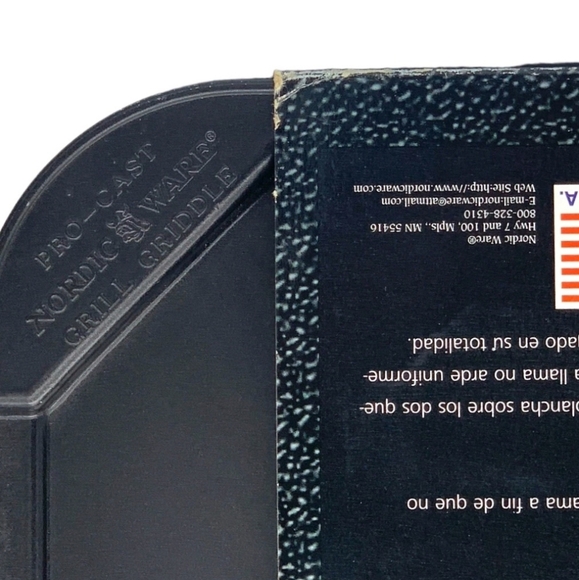 PRO-CAST
NORDIC WARE®
GRILL GRIDDLE
Nordic Ware®
Hwy 7 and 100, Mpls., MN 55416
800-328-4310
E-mail:nordicware@attmail.com
Web Site:http://www.nordicware.com
A.
ama a fin de que no
plancha sobre los dos que-
a llama no arde uniforme-
gado en su totalidad.